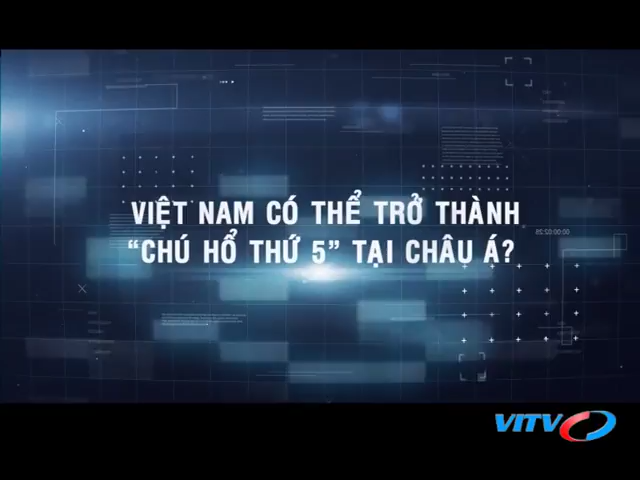 VIỆT NAM CÓ THỂ TRỞ THÀNH
“CHÚ HỔ THỨ 5” TẠI CHÂU Á?
VITV